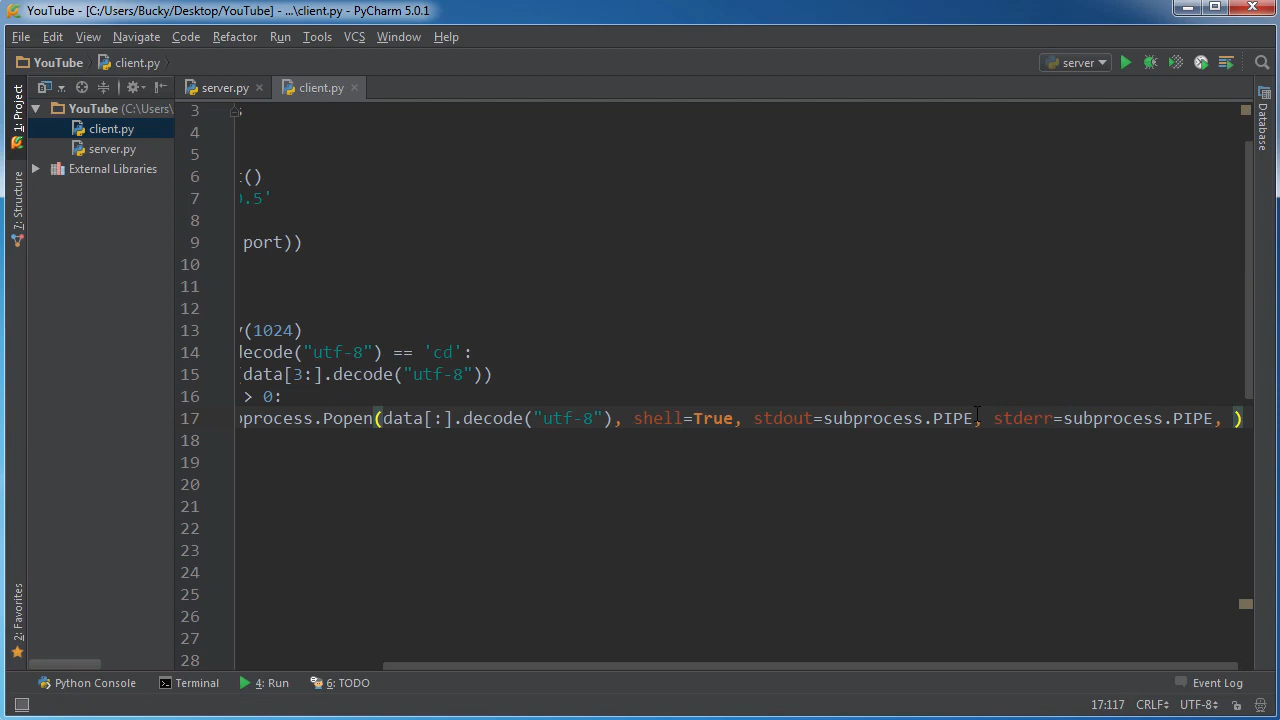 YouTube - [C:/Users/Bucky/Desktop/YouTube] - ...\client.py - PyCharm 5.0.1
File Edit View Navigate Code Refactor Run Tools VCS Window Help
YouTube client.py server
server.py client.py
1: Project
7: Structure
2: Favorites
YouTube (C:\Users\
client.py
server.py
External Libraries
Database
3
4
5
6 t()
7 0.5'
8
9 port))
10
11
12
13 v(1024)
14 decode("utf-8") == 'cd':
15 (data[3:].decode("utf-8"))
16 > 0:
17 process.Popen(data[:].decode("utf-8"), shell=True, stdout=subprocess.PIPE, stderr=subprocess.PIPE, )
18
19
20
21
22
23
24
25
26
27
28
Python Console Terminal 4: Run 6: TODO Event Log
17:117 CRLF UTF-8